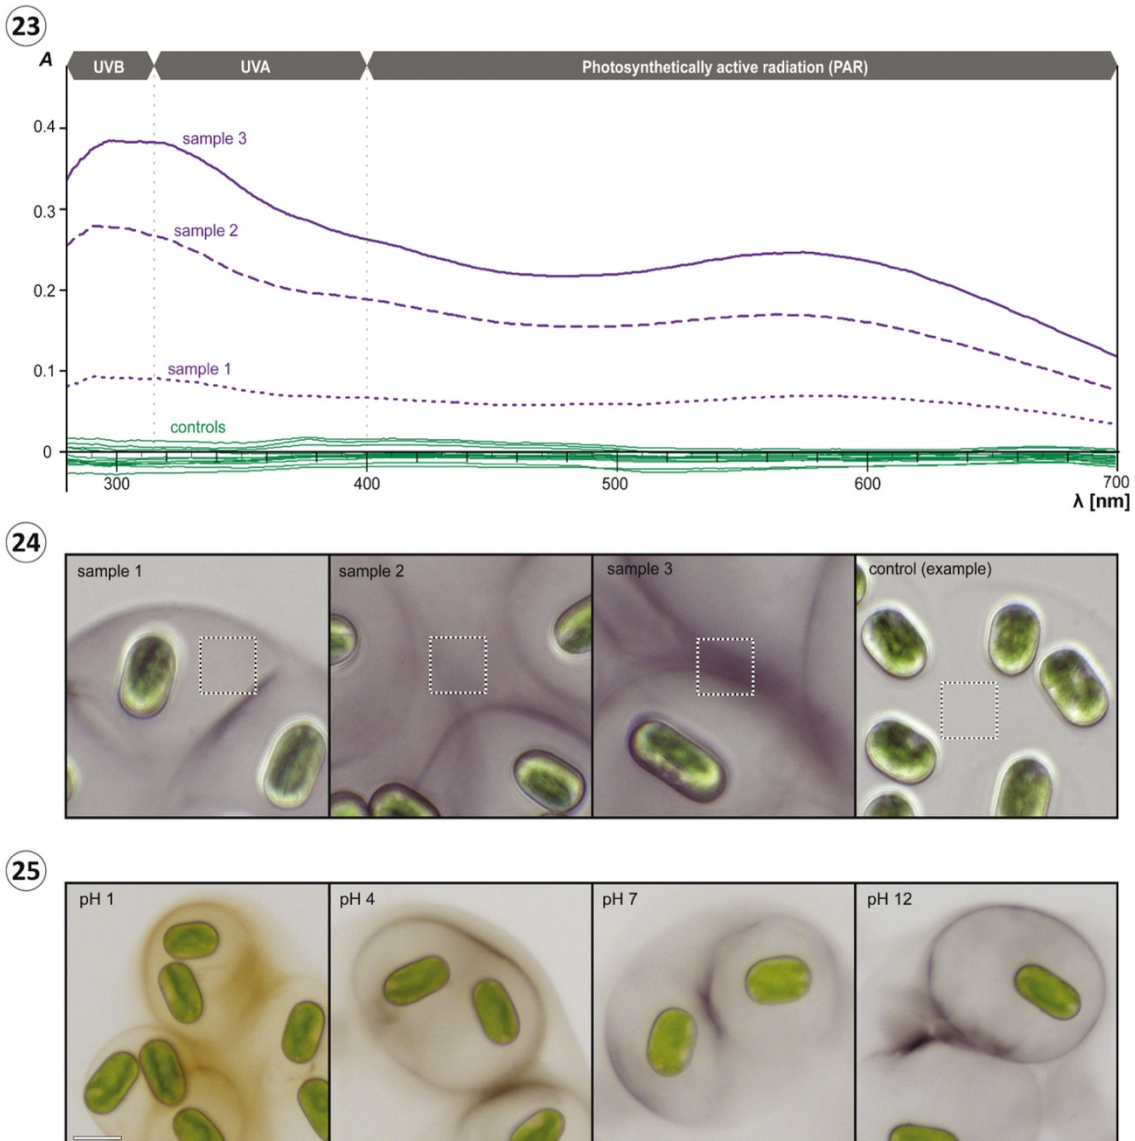 23
A
UVB UVA Photosynthetically active radiation (PAR)
0.4
sample 3
0.3
sample 2
0.2
0.1
sample 1
controls
0
300 400 500 600 700
λ [nm]
24
sample 1 sample 2 sample 3 control (example)
25
pH 1 pH 4 pH 7 pH 12